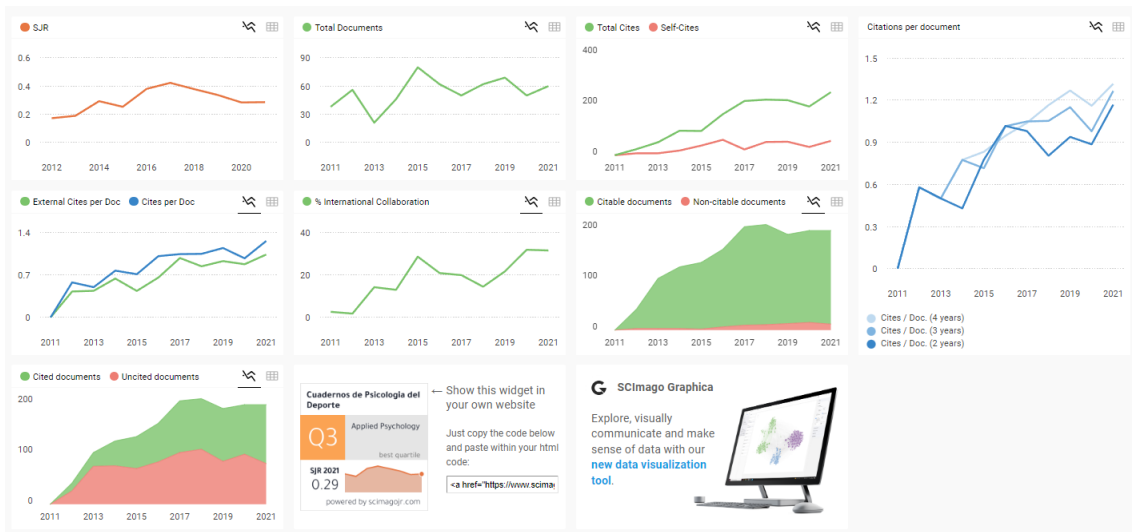 SJR
0.6
0.4
0.2
0
2012 2014 2016 2018 2020
Total Documents
90
60
30
0
2011 2013 2015 2017 2019 2021
Total Cites Self-Cites
400
200
0
2011 2013 2015 2017 2019 2021
Citations per document
1.5
1.2
0.9
0.6
0.3
0
2011 2013 2015 2017 2019 2021
Cites / Doc. (4 years)
Cites / Doc. (3 years)
Cites / Doc. (2 years)
External Cites per Doc Cites per Doc
1.4
0.7
0
2011 2013 2015 2017 2019 2021
% International Collaboration
40
20
0
2011 2013 2015 2017 2019 2021
Citable documents Non-citable documents
200
100
0
2011 2013 2015 2017 2019 2021
Cited documents Uncited documents
200
100
0
2011 2013 2015 2017 2019 2021
Cuadernos de Psicologia del
Deporte
Q3
Applied Psychology
best quartile
SJR 2021
0.29
powered by scimagojr.com
← Show this widget in
your own website
Just copy the code below
and paste within your html
code:
<a href="https://www.scimag
SCImago Graphica
Explore, visually
communicate and make
sense of data with our
new data visualization
tool.